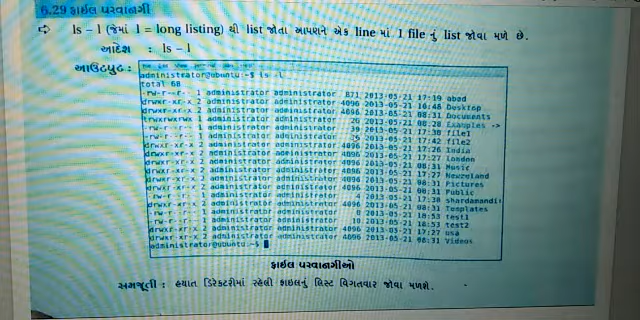 6.29 ફાઇલ પરવાનગી
⇨ ls – l (જેમાં l = long listing) થી list જોતા આપણને એક line માં 1 file નું list જોવા મળે છે.
આદેશ : ls – l
આઉટપુટ :
administrator@ubuntu:~$ ls -l
total 68
-rw-r--r-- 1 administrator administrator 871 2013-05-21 17:19 abad
drwxr-xr-x 2 administrator administrator 4096 2013-05-21 10:48 Desktop
drwxr-xr-x 2 administrator administrator 4096 2013-05-21 08:31 Documents
lrwxrwxrwx 1 administrator administrator 26 2013-05-21 08:28 Examples ->
-rw-r--r-- 1 administrator administrator 39 2013-05-21 17:30 file1
-rw-r--r-- 1 administrator administrator 2013-05-21 17:42 file2
drwxr-xr-x 2 administrator administrator 4096 2013-05-21 17:26 India
drwxr-xr-x 2 administrator administrator 4096 2013-05-21 17:27 London
drwxr-xr-x 2 administrator administrator 4096 2013-05-21 08:31 Music
drwxr-xr-x 2 administrator administrator 4096 2013-05-21 17:27 Newzeland
drwxr-xr-x 2 administrator administrator 4096 2013-05-21 08:31 Pictures
drwxr-xr-x 2 administrator administrator 4096 2013-05-21 08:31 Public
-rw-r--r-- 1 administrator administrator 4 2013-05-21 17:30 shardamandi
drwxr-xr-x 2 administrator administrator 4096 2013-05-21 08:31 Templates
-rw-r--r-- 1 administrator administrator 0 2013-05-21 18:53 test1
-rw-r--r-- 1 administrator administrator 10 2013-05-21 18:53 test2
drwxr-xr-x 2 administrator administrator 4096 2013-05-21 17:27 usa
drwxr-xr-x 2 administrator administrator 4096 2013-05-21 08:31 Videos
administrator@ubuntu:~$
ફાઇલ પરવાનગીઓ
સમજૂતી : હયાત ડિરેક્ટરીમાં રહેલી ફાઇલનું લિસ્ટ વિગતવાર જોવા મળશે.